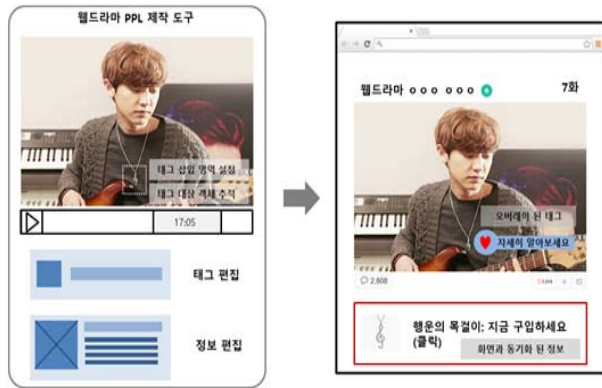 웹드라마 PPL 제작 도구
태그 삽입 영역 설정
태그 대상 객체 추적
17:05
태그 편집
정보 편집
웹드라마 ㅇㅇㅇ ㅇㅇㅇ
7화
오버레이 된 태그
자세히 알아보세요
2,808
행운의 목걸이: 지금 구입하세요
(클릭)
화면과 동기화 된 정보